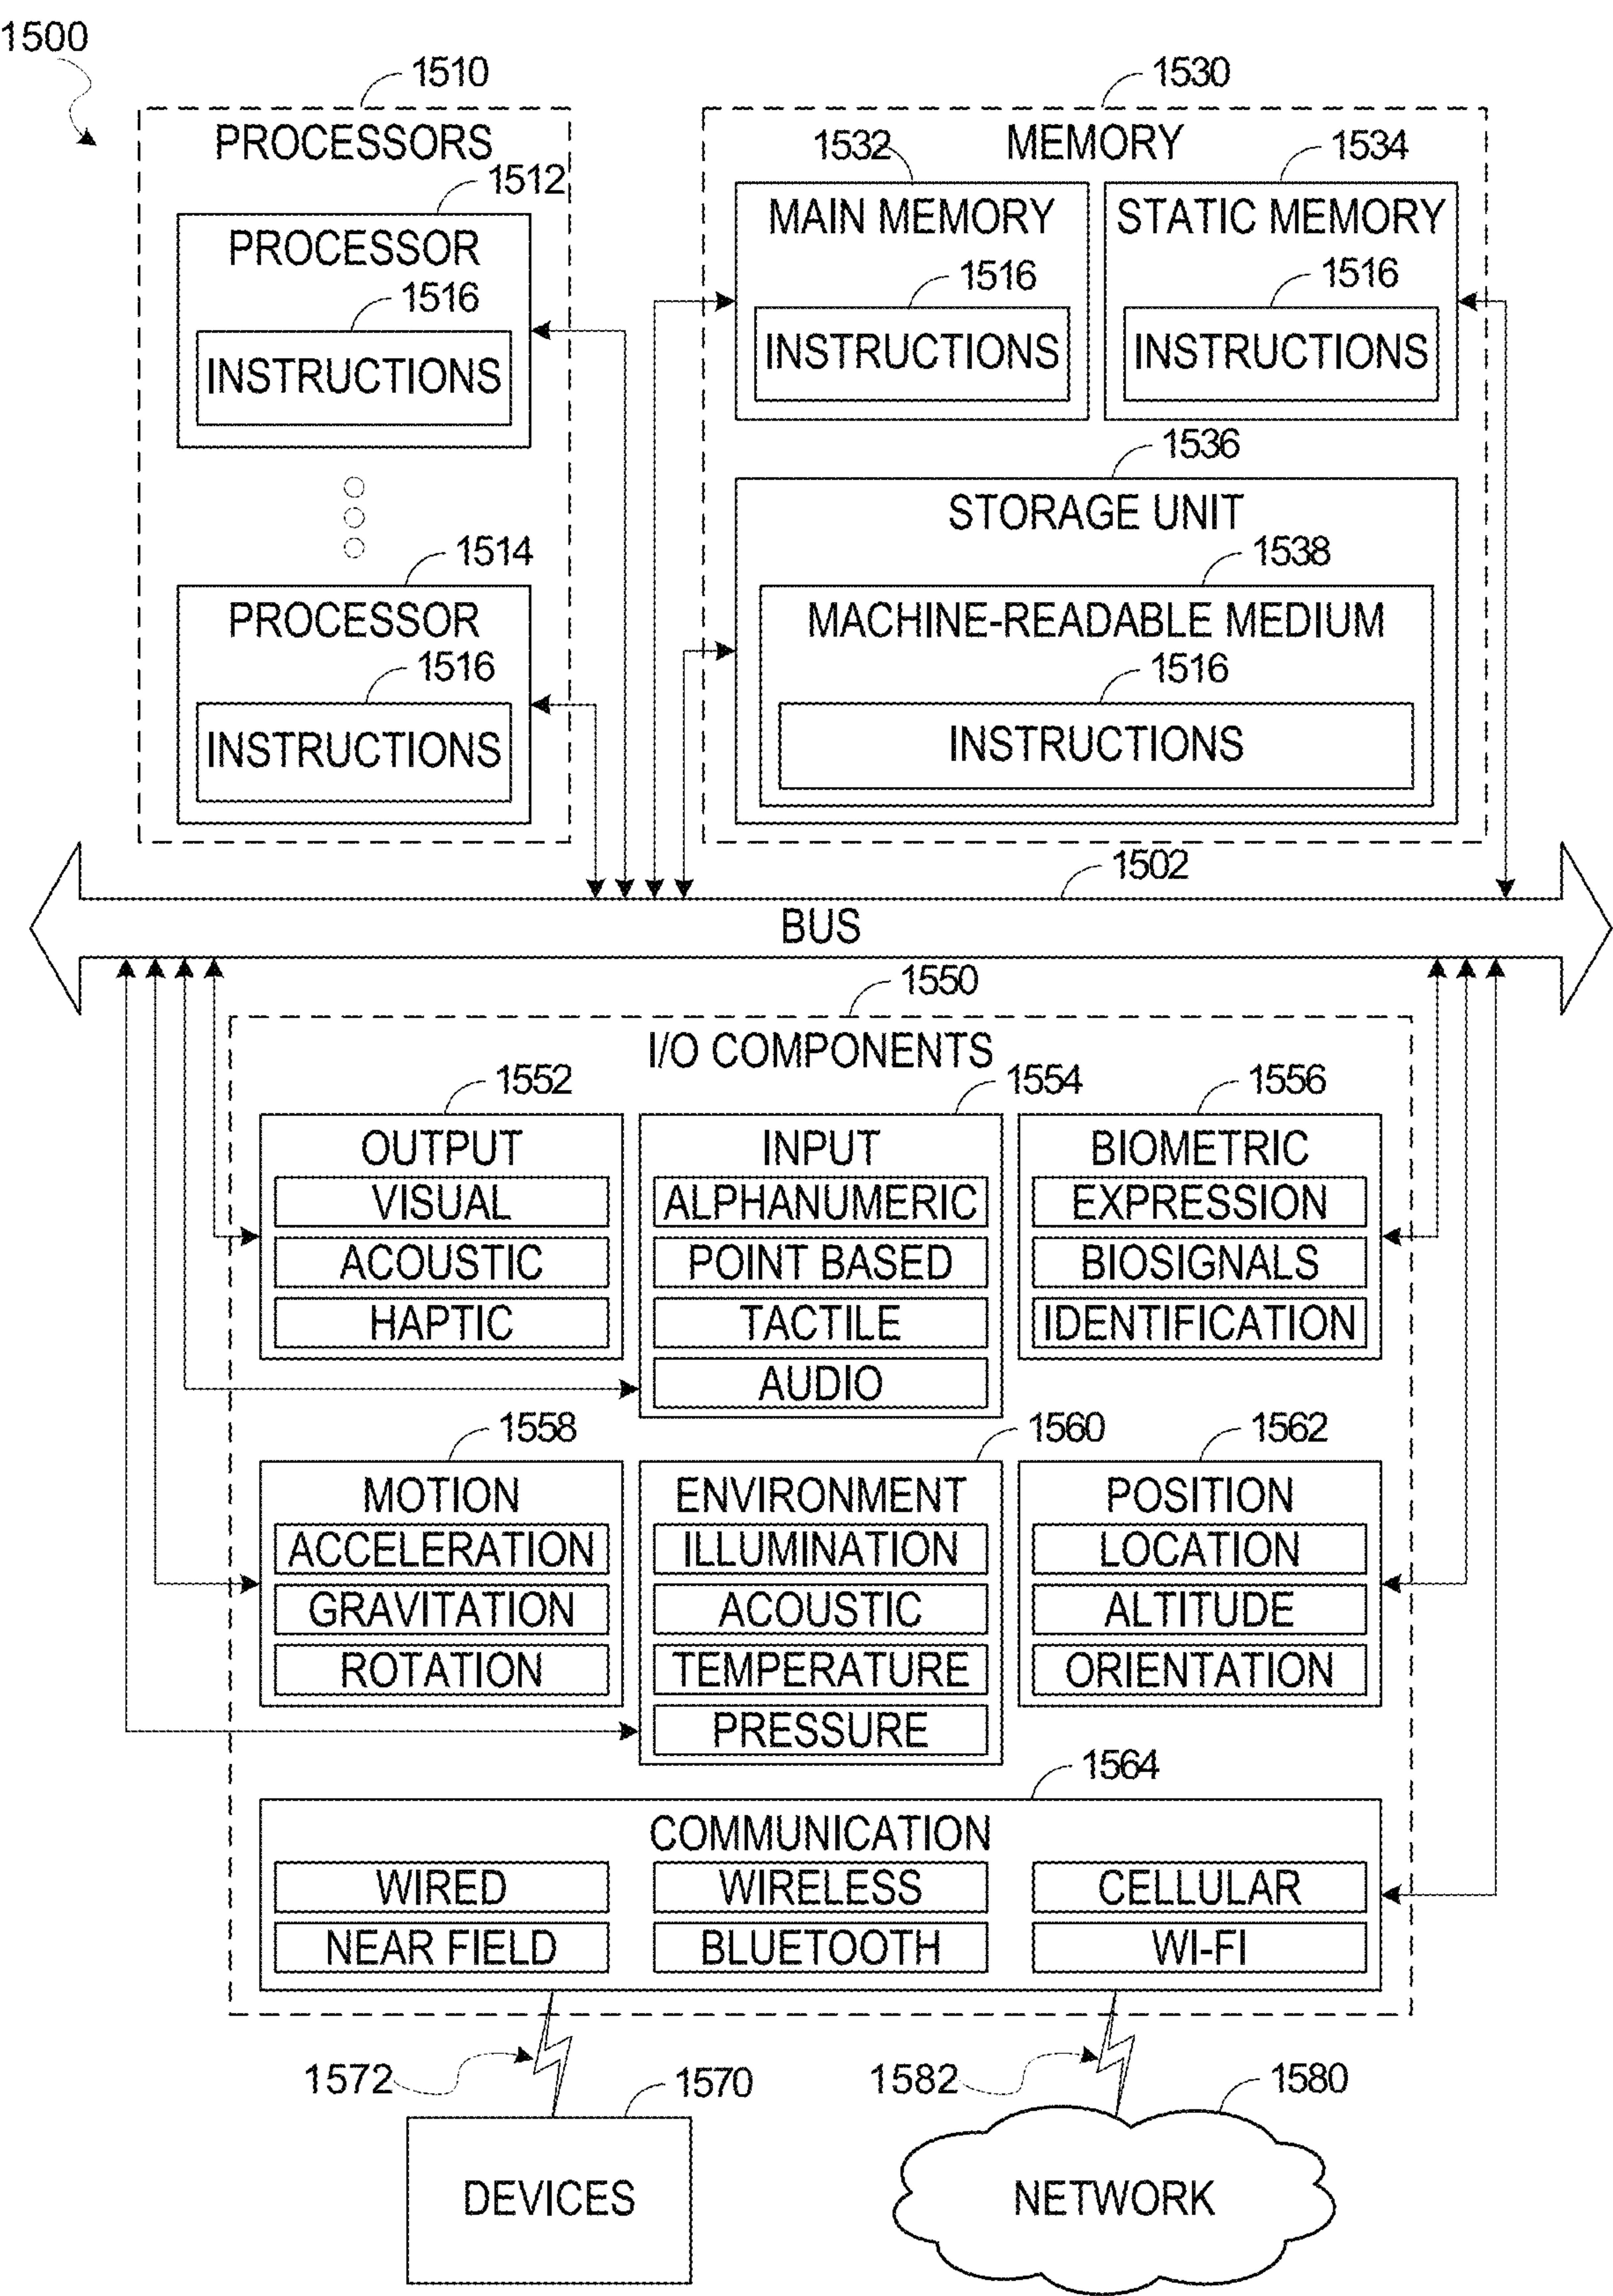 1500
1510
PROCESSORS
1512
PROCESSOR
1516
INSTRUCTIONS
1514
PROCESSOR
1516
INSTRUCTIONS
1530
MEMORY
1532
MAIN MEMORY
1516
INSTRUCTIONS
1534
STATIC MEMORY
1516
INSTRUCTIONS
1536
STORAGE UNIT
1538
MACHINE-READABLE MEDIUM
1516
INSTRUCTIONS
1502
BUS
1550
I/O COMPONENTS
1552
OUTPUT
VISUAL
ACOUSTIC
HAPTIC
1554
INPUT
ALPHANUMERIC
POINT BASED
TACTILE
AUDIO
1556
BIOMETRIC
EXPRESSION
BIOSIGNALS
IDENTIFICATION
1558
MOTION
ACCELERATION
GRAVITATION
ROTATION
1560
ENVIRONMENT
ILLUMINATION
ACOUSTIC
TEMPERATURE
PRESSURE
1562
POSITION
LOCATION
ALTITUDE
ORIENTATION
1564
COMMUNICATION
WIRED
WIRELESS
CELLULAR
NEAR FIELD
BLUETOOTH
WI-FI
1572
1570
DEVICES
1582
1580
NETWORK